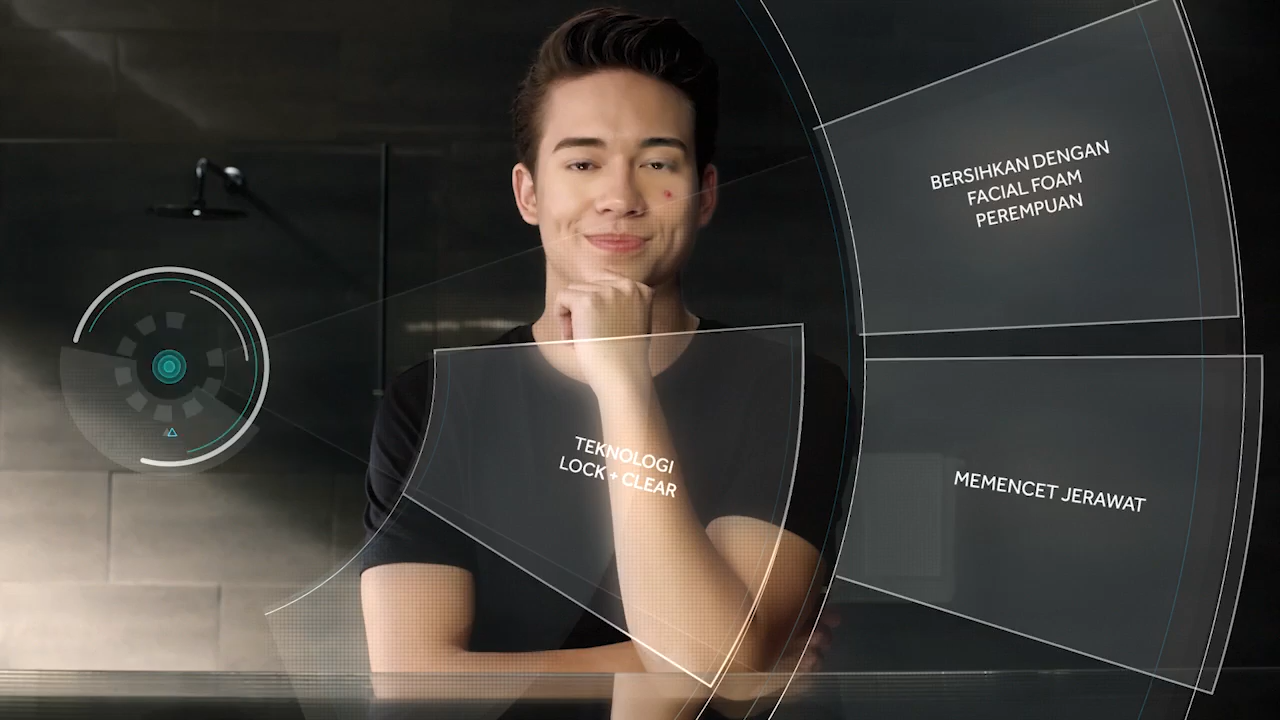 BERSIHKAN DENGAN
FACIAL FOAM
PEREMPUAN
TEKNOLOGI
LOCK + CLEAR
MEMENCET JERAWAT